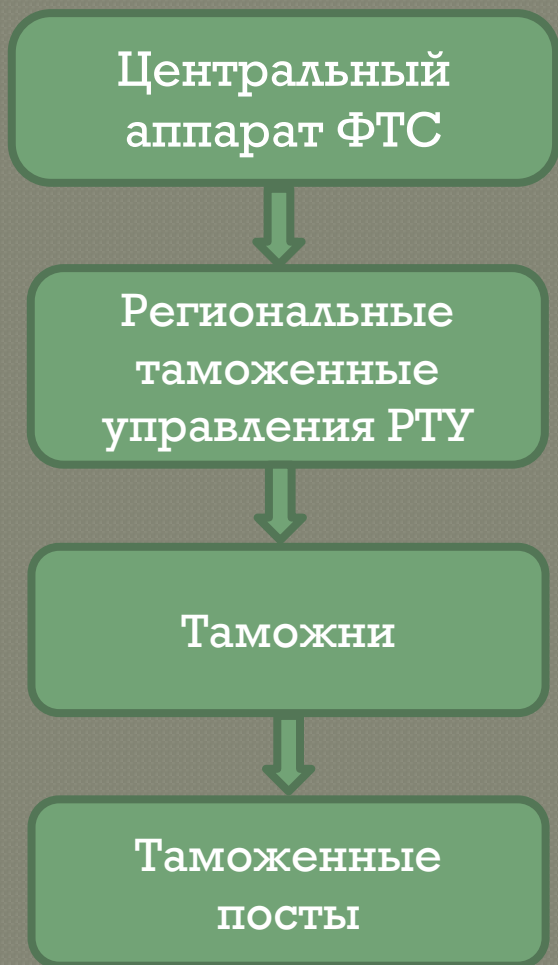 Центральный
аппарат ФТС
Региональные
таможенные
управления РТУ
Таможни
Таможенные
посты